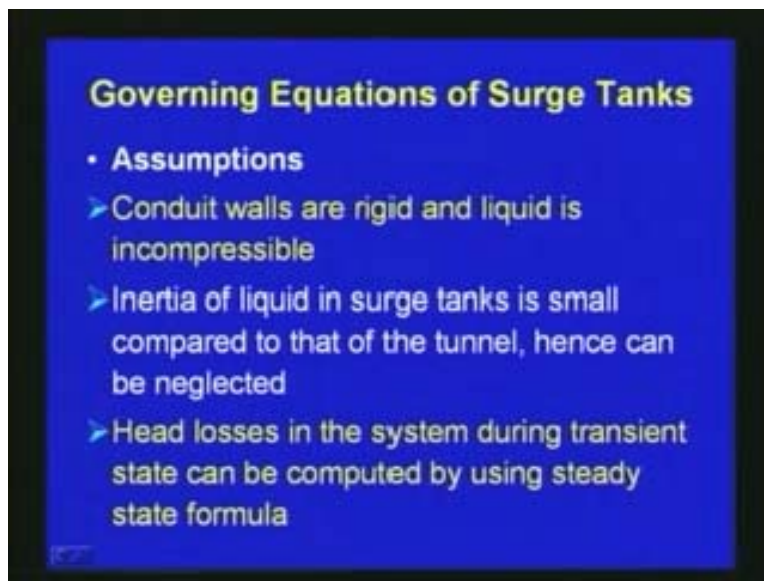 Governing Equations of Surge Tanks
• Assumptions
➤Conduit walls are rigid and liquid is
incompressible
➤Inertia of liquid in surge tanks is small
compared to that of the tunnel, hence can
be neglected
➤Head losses in the system during transient
state can be computed by using steady
state formula